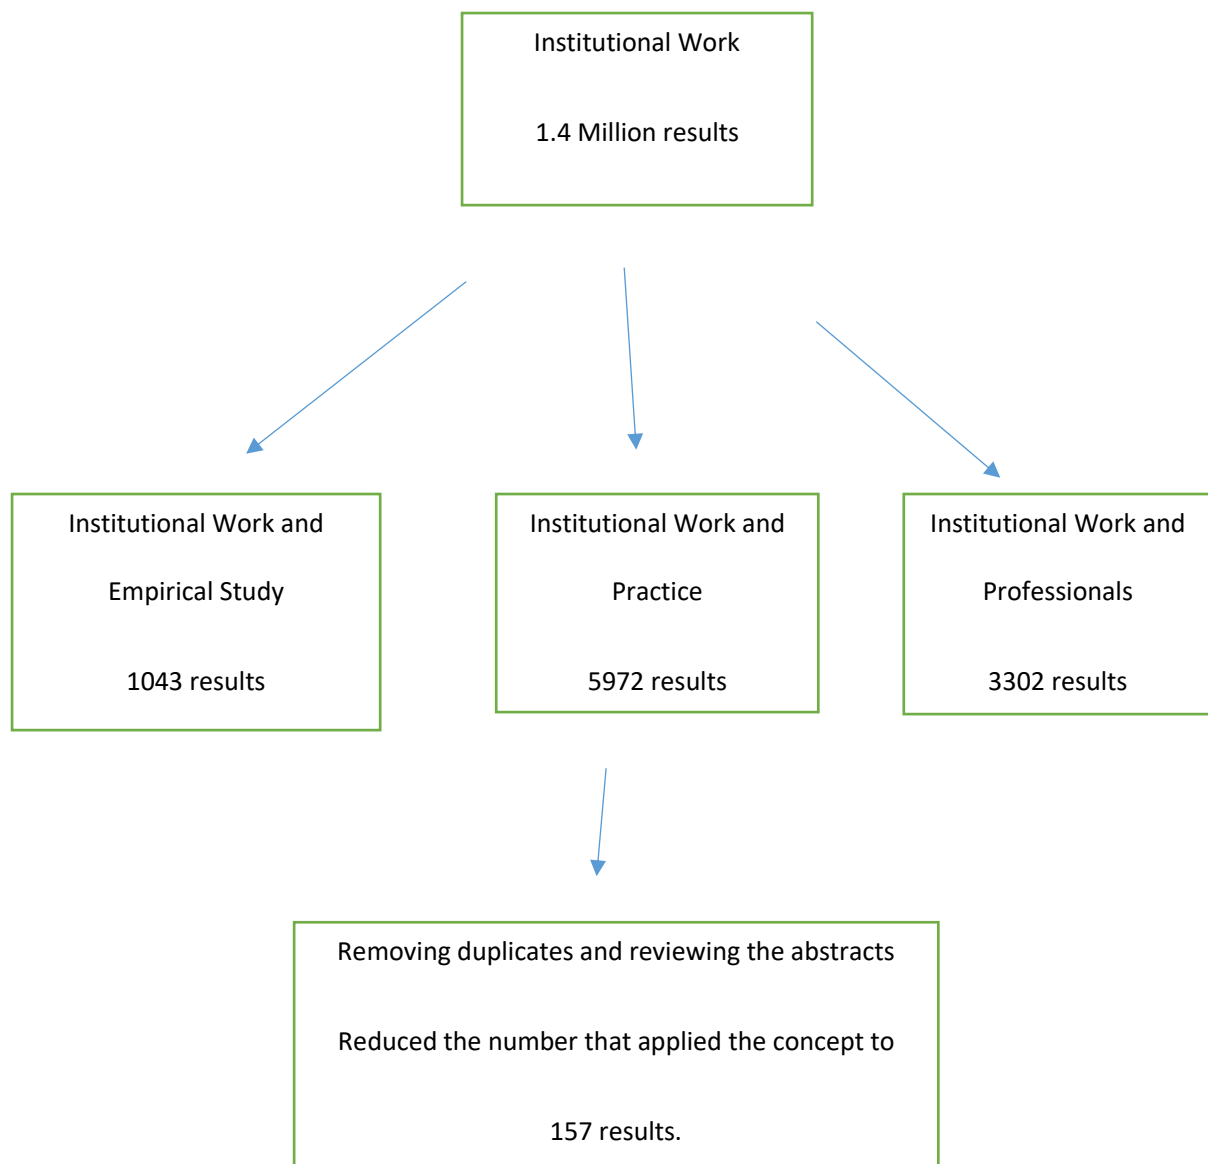 Institutional Work
1.4 Million results
Institutional Work and
Empirical Study
1043 results
Institutional Work and
Practice
5972 results
Institutional Work and
Professionals
3302 results
Removing duplicates and reviewing the abstracts
Reduced the number that applied the concept to
157 results.